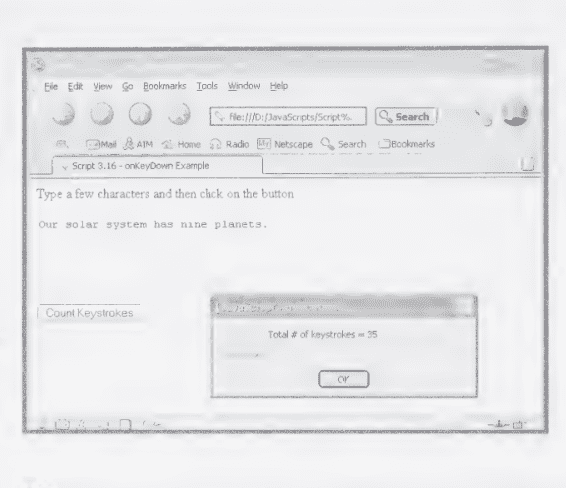 File Edit View Go Bookmarks Tools Window Help
file:///D:/JavaScripts/Script%. Search
Mail AIM Home Radio Netscape Search Bookmarks
Script 3.16 - onKeyDown Example
Type a few characters and then click on the button
Our solar system has nine planets.
Count Keystrokes
Total # of keystrokes = 35
OK